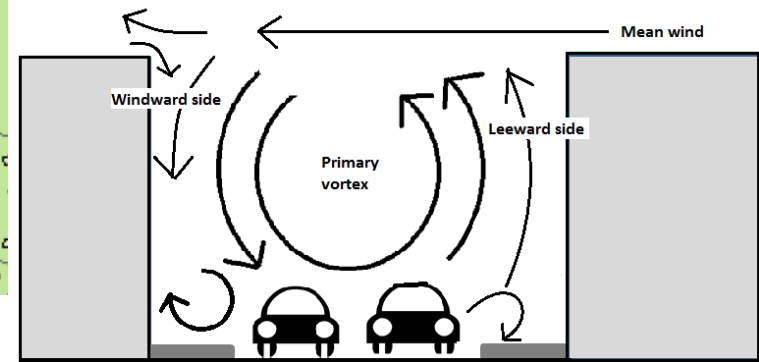 Mean wind
Windward side
Leeward side
Primary
vortex